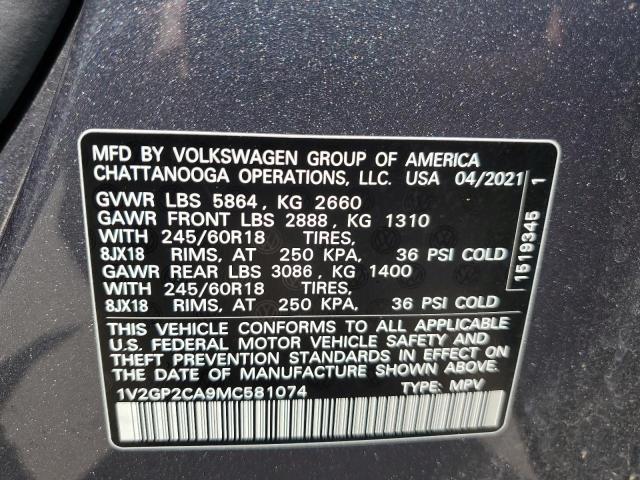 MFD BY VOLKSWAGEN GROUP OF AMERICA
CHATTANOOGA OPERATIONS, LLC. USA 04/2021
GVWR LBS 5864, KG 2660
GAWR FRONT LBS 2888, KG 1310
WITH 245/60R18 TIRES,
8JX18 RIMS, AT 250 KPA, 36 PSI COLD
GAWR REAR LBS 3086, KG 1400
WITH 245/60R18 TIRES,
8JX18 RIMS, AT 250 KPA, 36 PSI COLD
THIS VEHICLE CONFORMS TO ALL APPLICABLE
U.S. FEDERAL MOTOR VEHICLE SAFETY AND
THEFT PREVENTION STANDARDS IN EFFECT ON
THE DATE OF MANUFACTURE SHOWN ABOVE.
1V2GP2CA9MC581074 TYPE: MPV
1519345 1